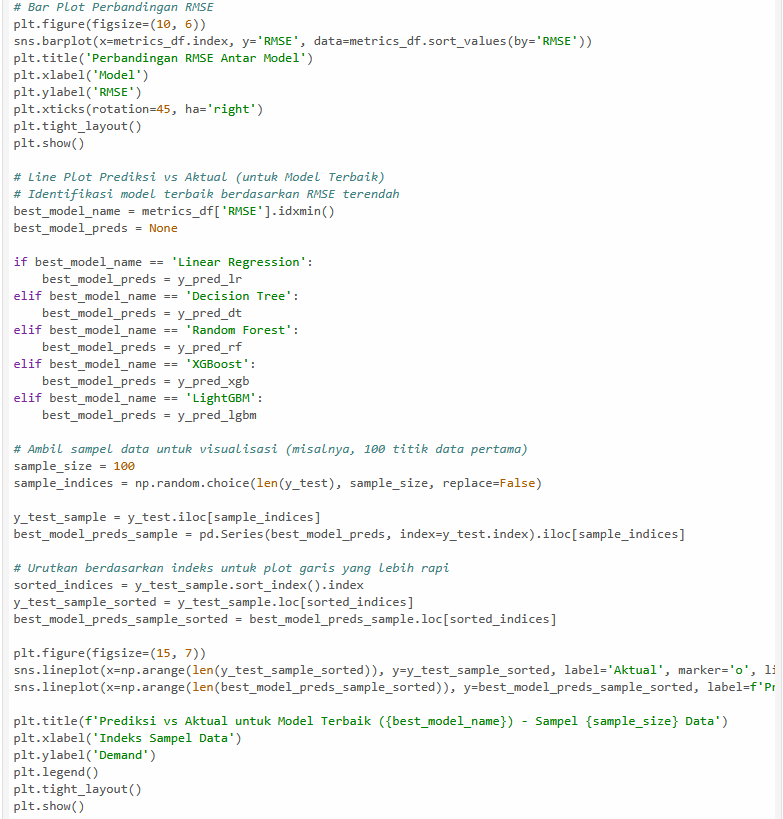 # Bar Plot Perbandingan RMSE
plt.figure(figsize=(10, 6))
sns.barplot(x=metrics_df.index, y='RMSE', data=metrics_df.sort_values(by='RMSE'))
plt.title('Perbandingan RMSE Antar Model')
plt.xlabel('Model')
plt.ylabel('RMSE')
plt.xticks(rotation=45, ha='right')
plt.tight_layout()
plt.show()

# Line Plot Prediksi vs Aktual (untuk Model Terbaik)
# Identifikasi model terbaik berdasarkan RMSE terendah
best_model_name = metrics_df['RMSE'].idxmin()
best_model_preds = None

if best_model_name == 'Linear Regression':
    best_model_preds = y_pred_lr
elif best_model_name == 'Decision Tree':
    best_model_preds = y_pred_dt
elif best_model_name == 'Random Forest':
    best_model_preds = y_pred_rf
elif best_model_name == 'XGBoost':
    best_model_preds = y_pred_xgb
elif best_model_name == 'LightGBM':
    best_model_preds = y_pred_lgbm

# Ambil sampel data untuk visualisasi (misalnya, 100 titik data pertama)
sample_size = 100
sample_indices = np.random.choice(len(y_test), sample_size, replace=False)

y_test_sample = y_test.iloc[sample_indices]
best_model_preds_sample = pd.Series(best_model_preds, index=y_test.index).iloc[sample_indices]

# Urutkan berdasarkan indeks untuk plot garis yang lebih rapi
sorted_indices = y_test_sample.sort_index().index
y_test_sample_sorted = y_test_sample.loc[sorted_indices]
best_model_preds_sample_sorted = best_model_preds_sample.loc[sorted_indices]

plt.figure(figsize=(15, 7))
sns.lineplot(x=np.arange(len(y_test_sample_sorted)), y=y_test_sample_sorted, label='Aktual', marker='o',
sns.lineplot(x=np.arange(len(best_model_preds_sample_sorted)), y=best_model_preds_sample_sorted,

plt.title(f'Prediksi vs Aktual untuk Model Terbaik ({best_model_name}) - Sampel {sample_size} Data')
plt.xlabel('Indeks Sampel Data')
plt.ylabel('Demand')
plt.legend()
plt.tight_layout()
plt.show()